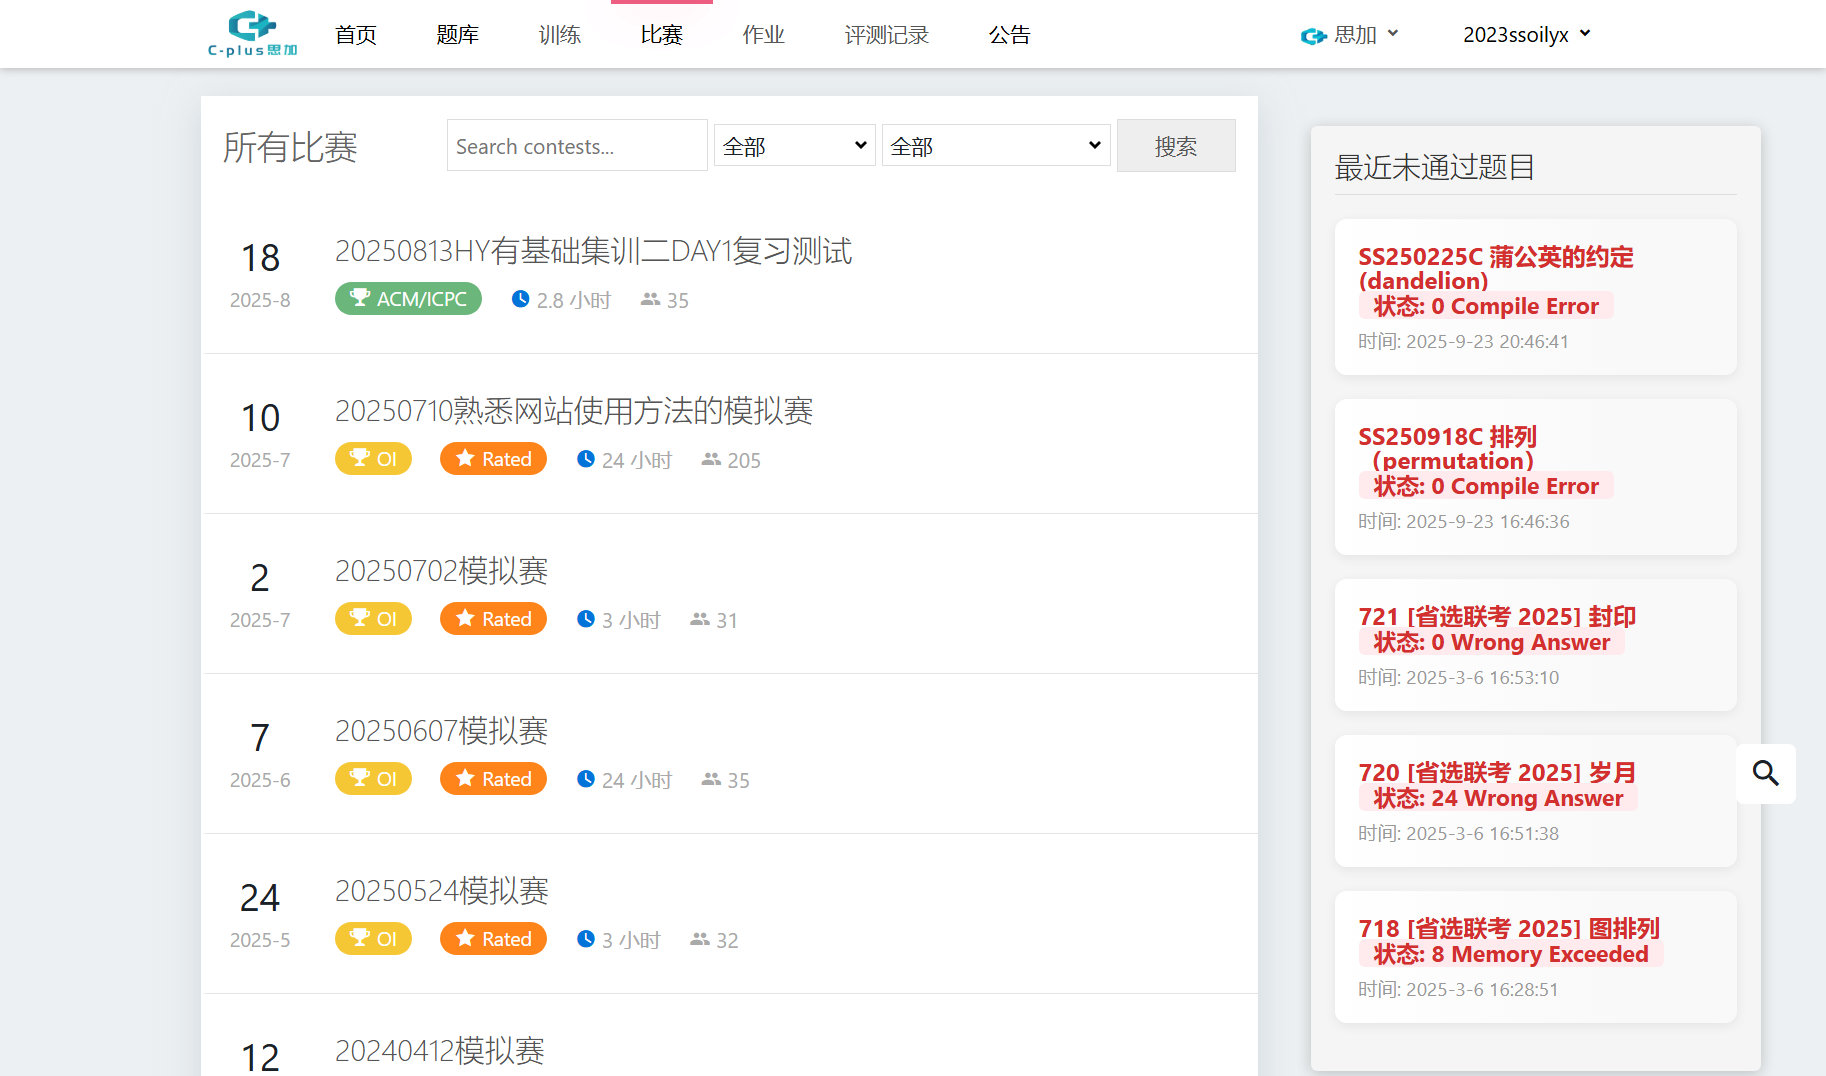 C-plus思加
首页
题库
训练
比赛
作业
评测记录
公告
思加
2023ssoilyx
所有比赛
Search contests...
全部
全部
搜索
18
2025-8
20250813HY有基础集训二DAY1复习测试
ACM/ICPC
2.8 小时
35
10
2025-7
20250710熟悉网站使用方法的模拟赛
OI
Rated
24 小时
205
2
2025-7
20250702模拟赛
OI
Rated
3 小时
31
7
2025-6
20250607模拟赛
OI
Rated
24 小时
35
24
2025-5
20250524模拟赛
OI
Rated
3 小时
32
12
20240412模拟赛
最近未通过题目
SS250225C 蒲公英的约定
(dandelion)
状态: 0 Compile Error
时间: 2025-9-23 20:46:41
SS250918C 排列
（permutation）
状态: 0 Compile Error
时间: 2025-9-23 16:46:36
721 [省选联考 2025] 封印
状态: 0 Wrong Answer
时间: 2025-3-6 16:53:10
720 [省选联考 2025] 岁月
状态: 24 Wrong Answer
时间: 2025-3-6 16:51:38
718 [省选联考 2025] 图排列
状态: 8 Memory Exceeded
时间: 2025-3-6 16:28:51